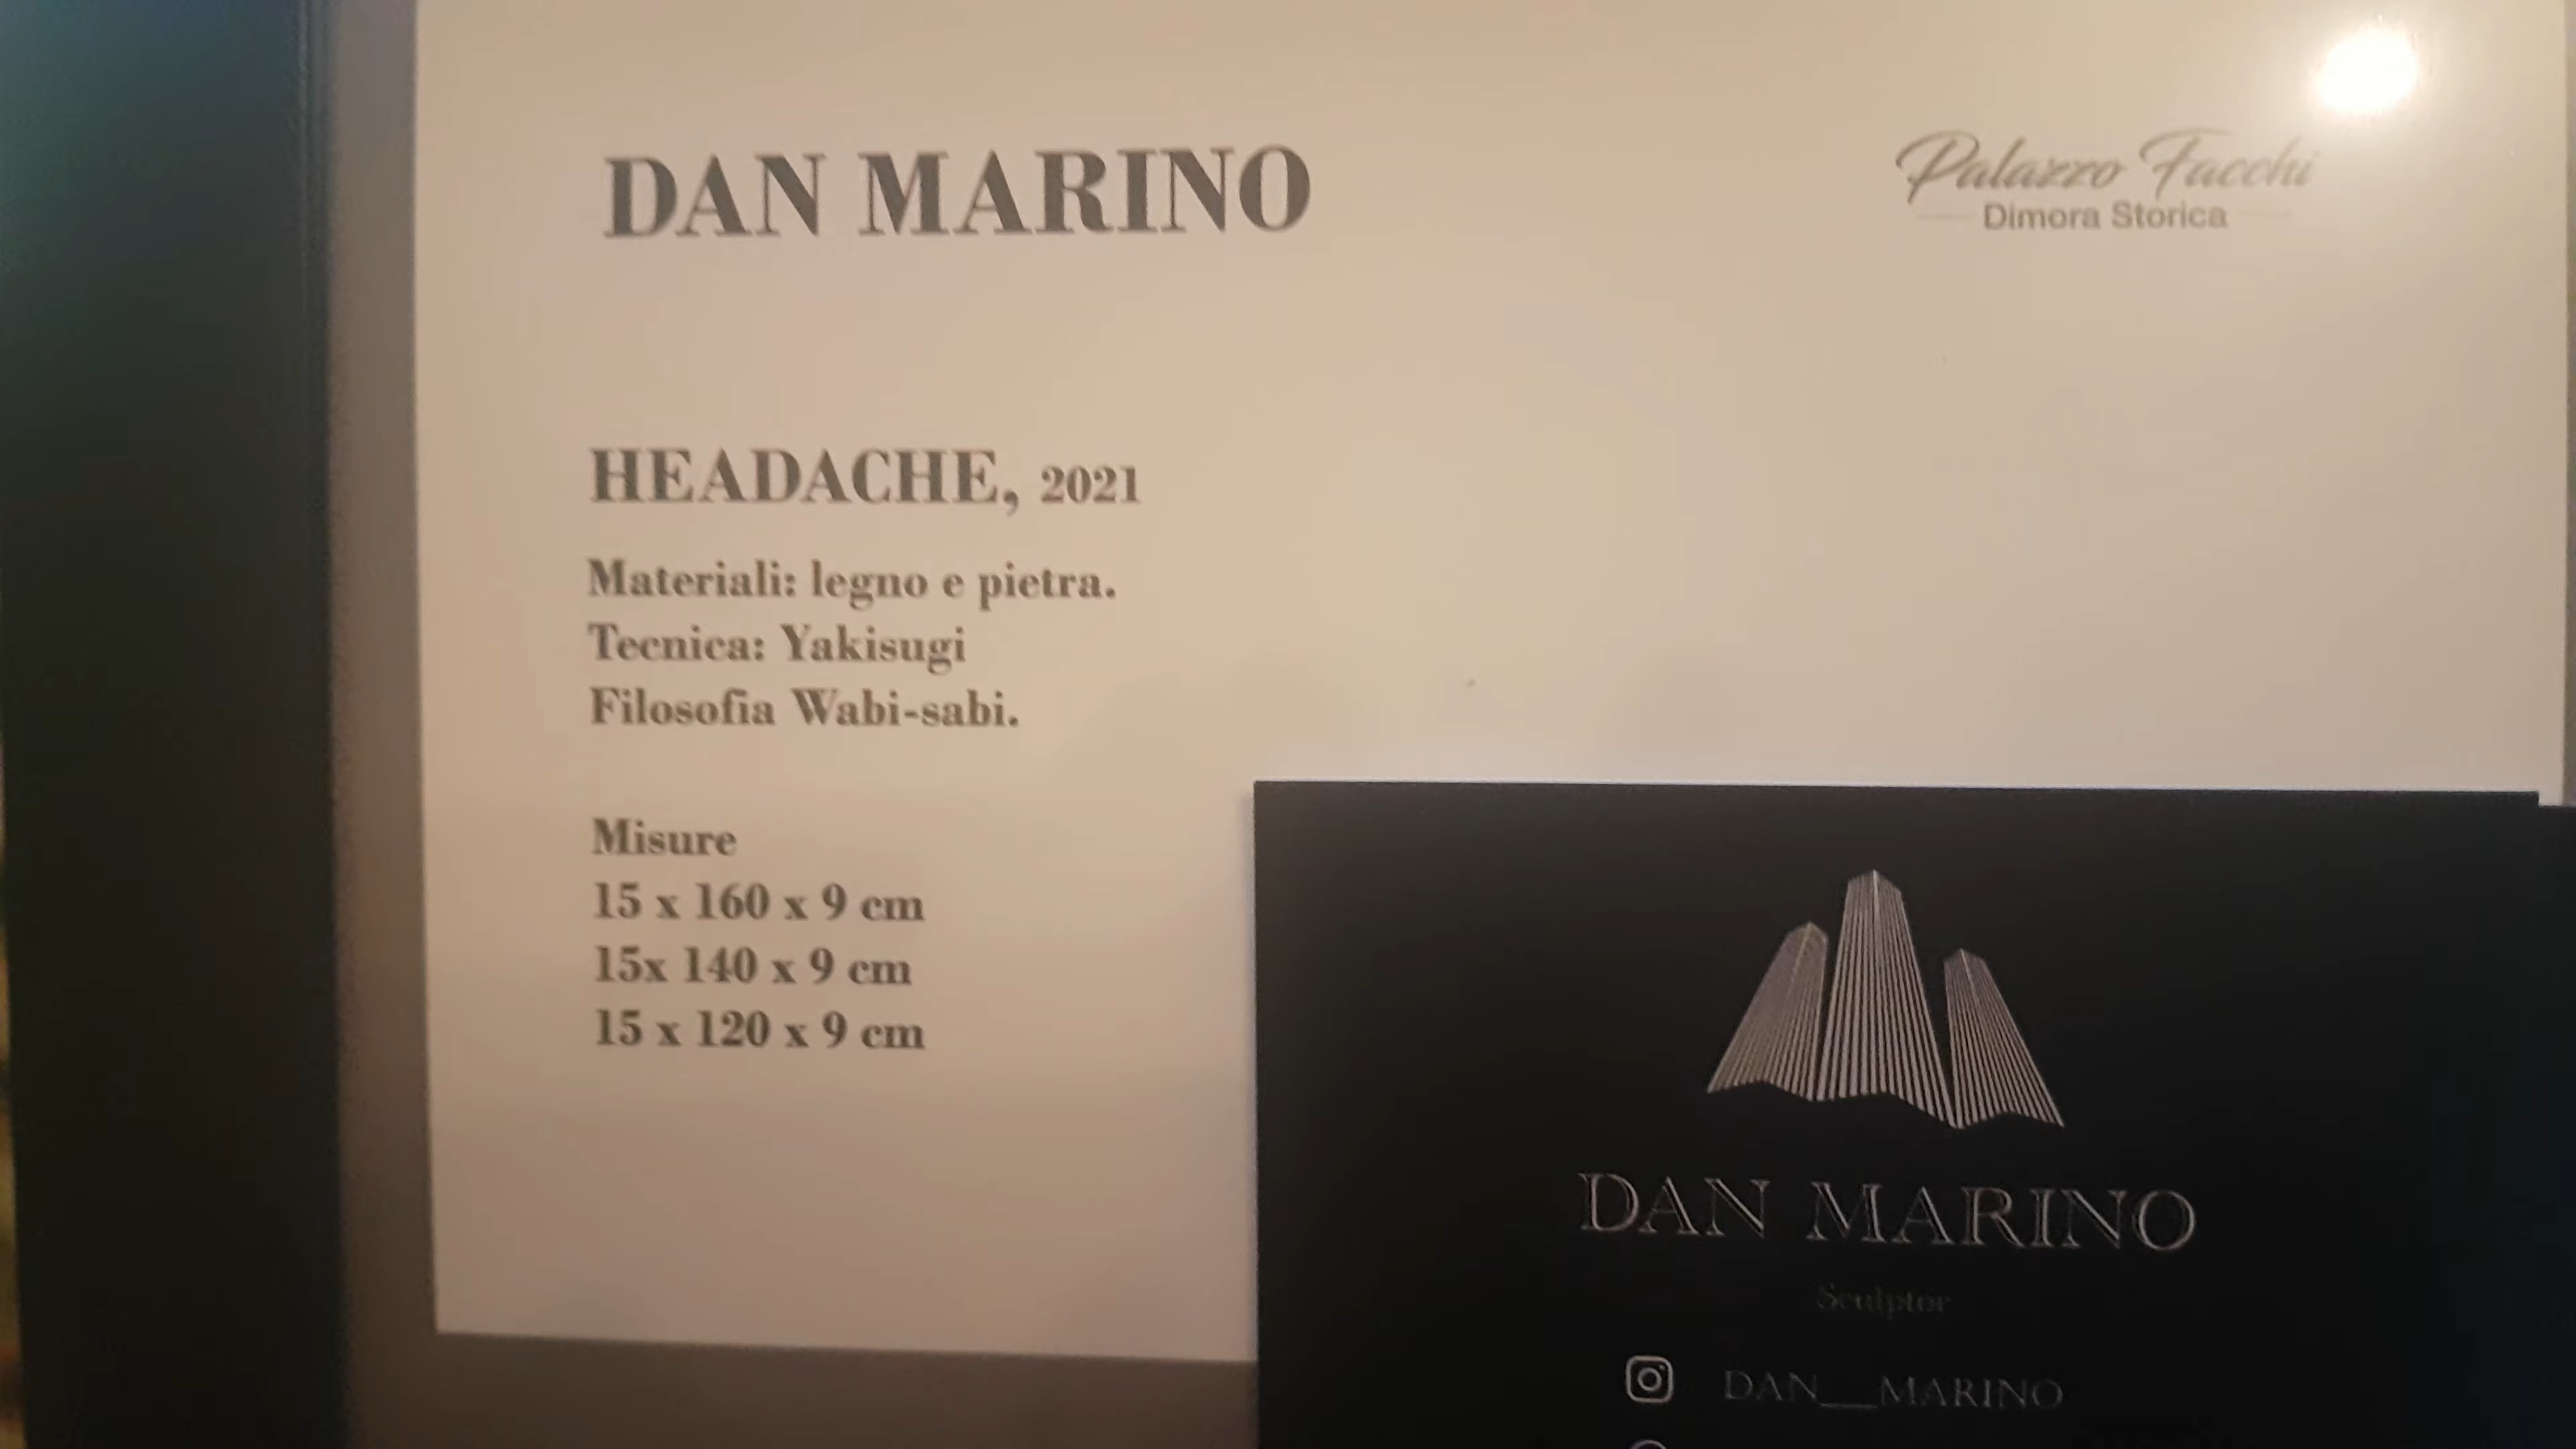 DAN MARINO
Palazzo Facchi
Dimora Storica
HEADACHE, 2021
Materiali: legno e pietra.
Tecnica: Yakisugi
Filosofia Wabi-sabi.
Misure
15 x 160 x 9 cm
15x 140 x 9 cm
15 x 120 x 9 cm
DAN MARINO
Sculptor
DAN__MARINO